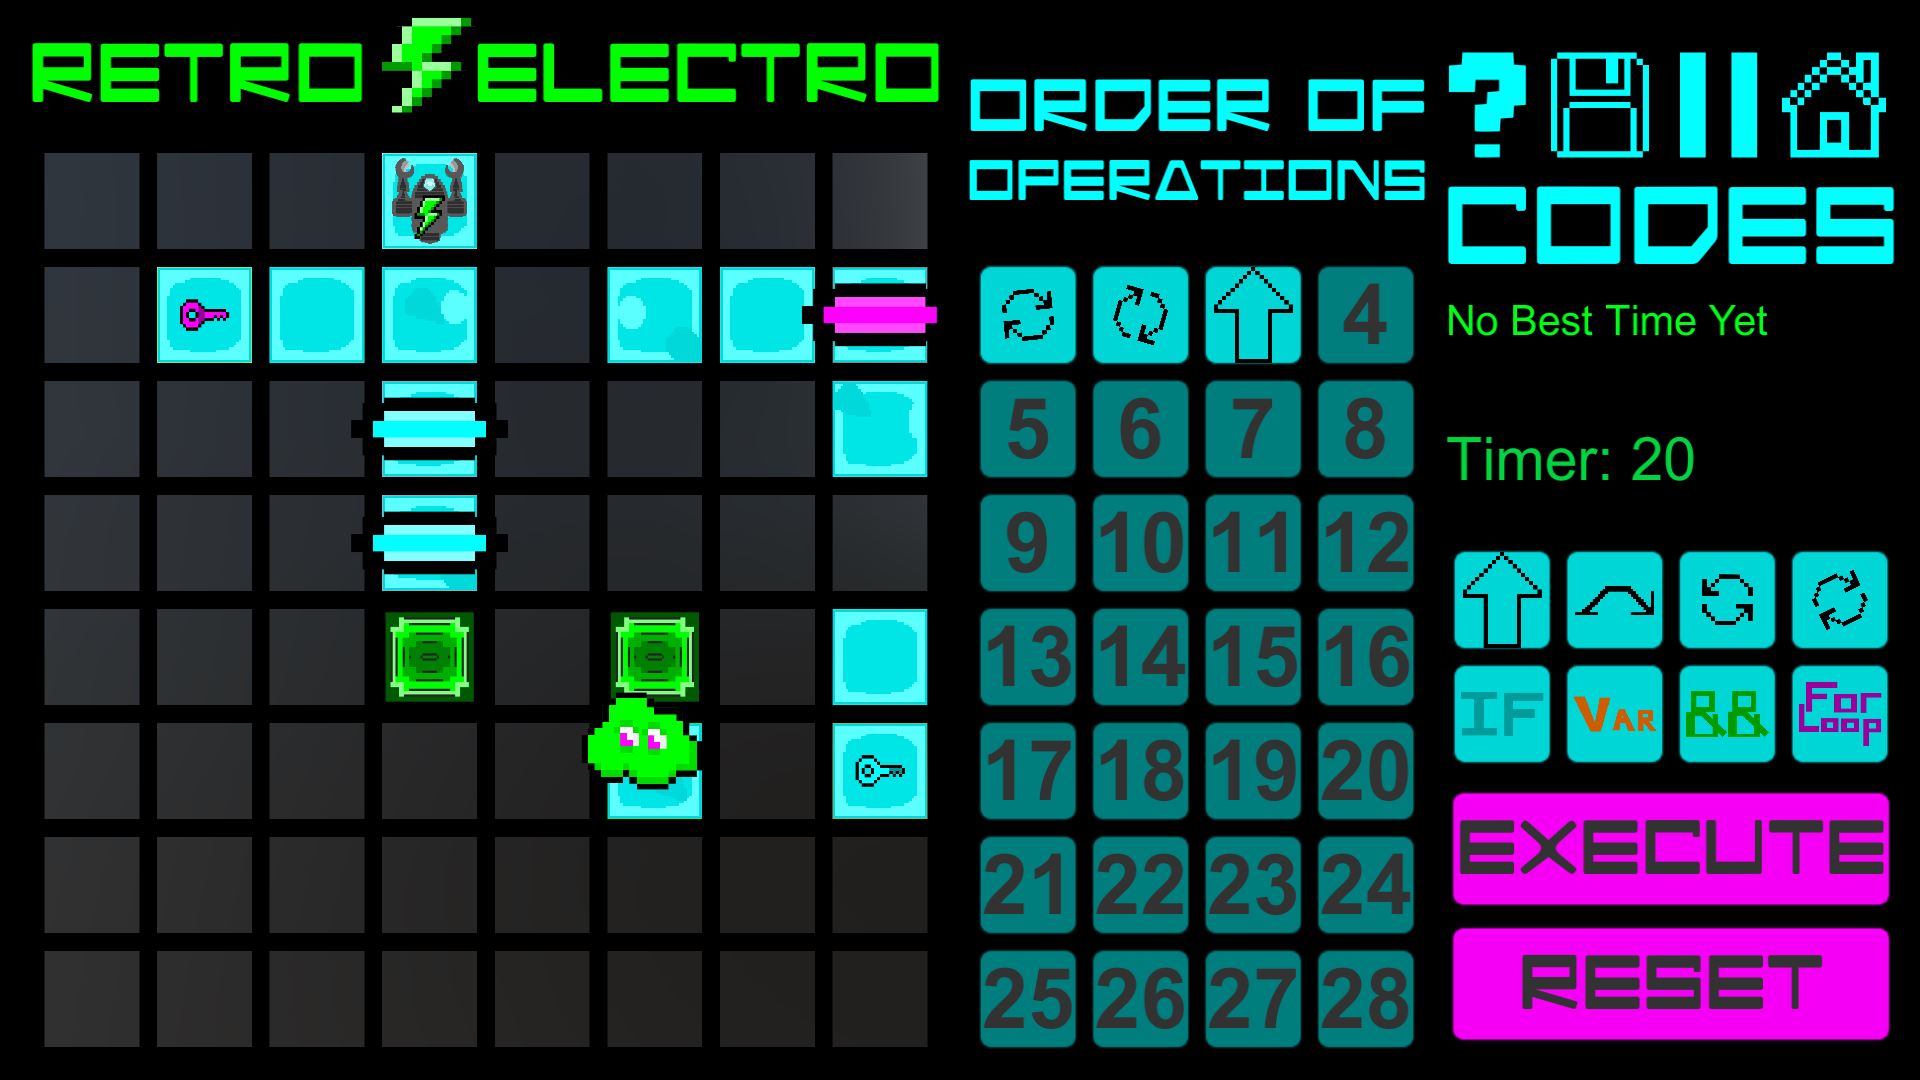 RETRO ELECTRO
ORDER OF
OPERATIONS
?
CODES
No Best Time Yet
Timer: 20
4
5 6 7 8
9 10 11 12
13 14 15 16
17 18 19 20
21 22 23 24
25 26 27 28
IF VAR && For Loop
EXECUTE
RESET